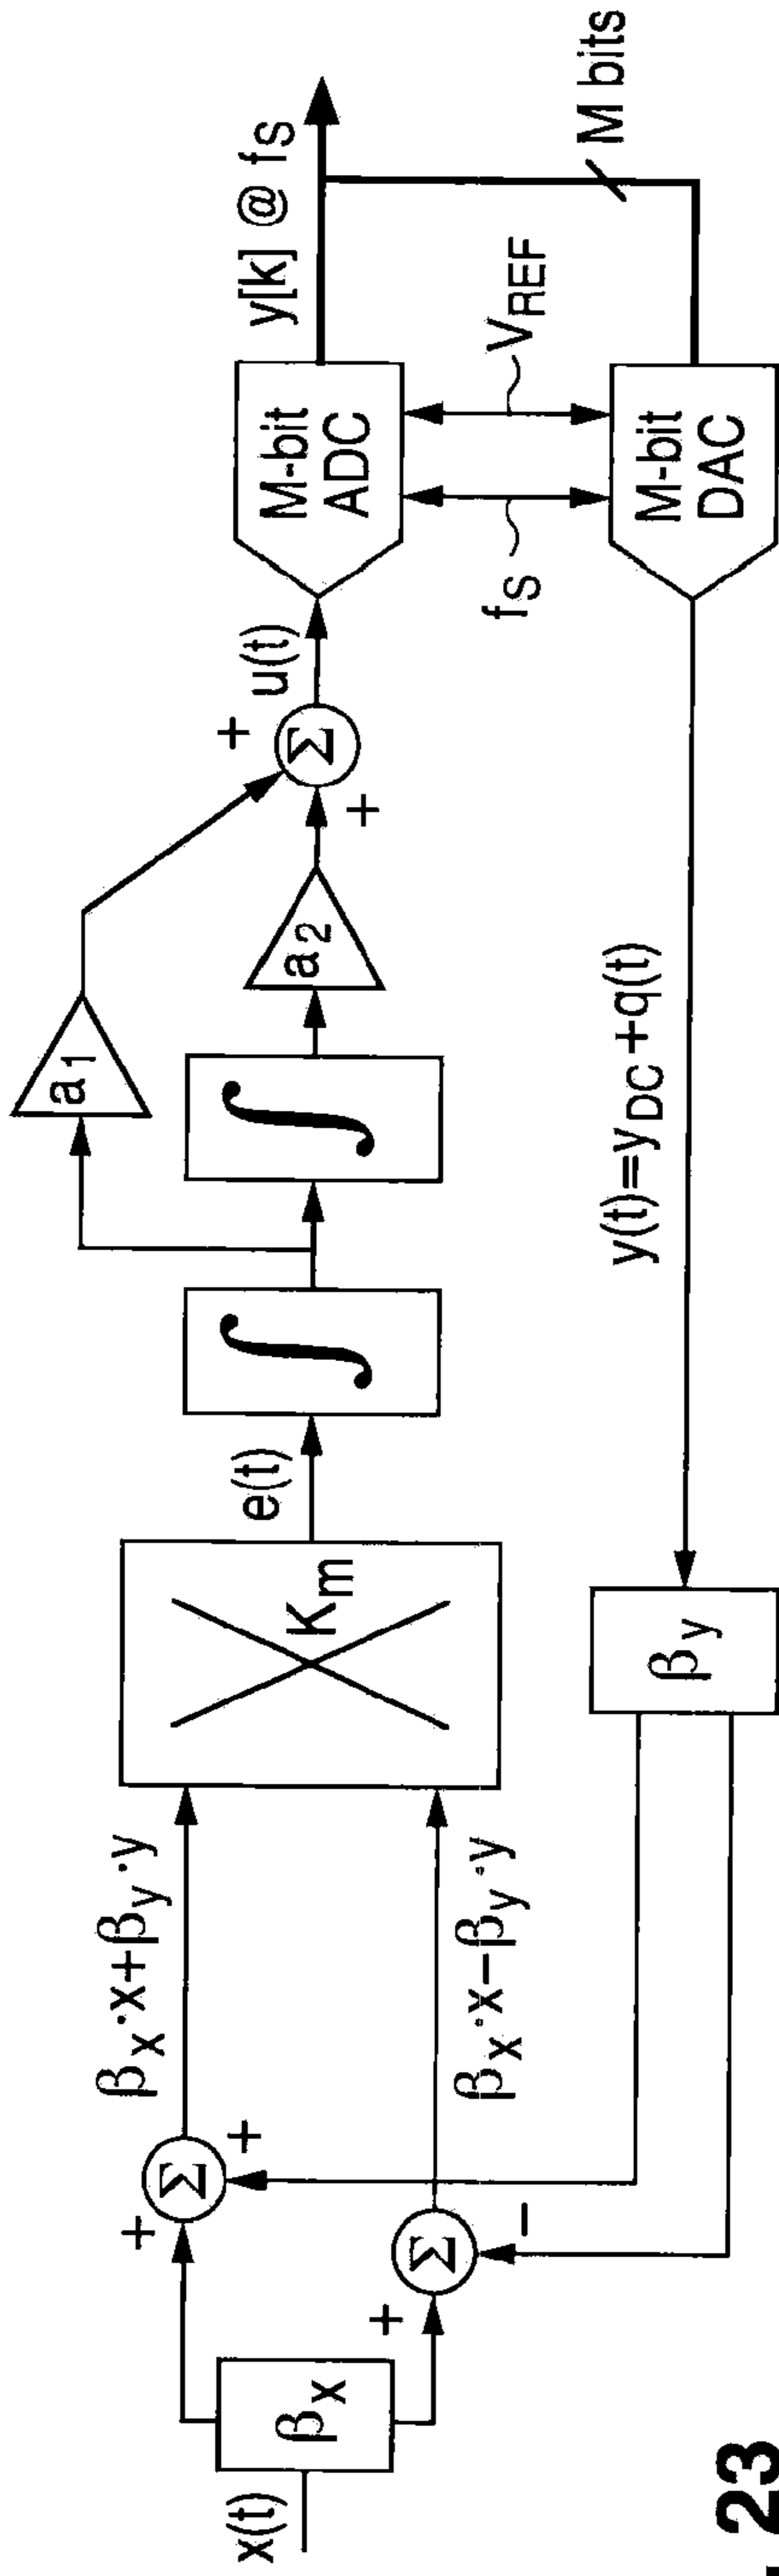 x(t)
βx
+
Σ
+
+
Σ
−
βx·x+βy·y
βx·x−βy·y
Km
e(t)
∫
∫
a1
a2
+
+
Σ
u(t)
M-bit
ADC
y[k] @ fS
fS
VREF
M bits
M-bit
DAC
y(t)=yDC+q(t)
βy
23